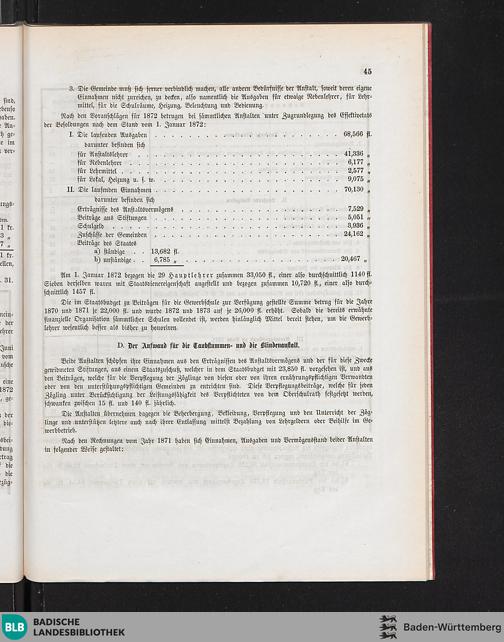 45
3. Die Gemeinde muß sich ferner verbindlich machen, alle anderen Bedürfnisse der Anstalt, soweit deren eigene
Einnahmen nicht zureichen, zu decken, also namentlich die Ausgaben für etwaige Nebenlehrer, für Lehr-
mittel, für die Schulräume, Heizung, Beleuchtung und Bedienung.
Nach den Voranschlägen für 1872 betrugen bei sämmtlichen Anstalten unter Zugrundlegung des Effektivetats
der Besoldungen nach dem Stand vom 1. Januar 1872:
I. Die laufenden Ausgaben . . . . . . . . . . 68,566 fl.
darunter befinden sich
für Anstaltslehrer . . . . . . . . . . 41,336 „
für Nebenlehrer . . . . . . . . . . 6,177 „
für Lehrmittel . . . . . . . . . . 2,577 „
für Lokal, Heizung u. s. w. . . . . . . . . . . 9,075 „
II. Die laufenden Einnahmen . . . . . . . . . . 70,130 „
darunter befinden sich
Erträgnisse des Anstaltsvermögens . . . . . . . . . . 7,529 „
Beiträge aus Stiftungen . . . . . . . . . . 5,051 „
Schulgeld . . . . . . . . . . 8,936 „
Zuschüsse der Gemeinden . . . . . . . . . . 24,162 „
Beiträge des Staates
a) ständige . . 13,682 fl.
b) unständige . . 6,785 „ . . . . . . . . . . 20,467 „
Am 1. Januar 1872 bezogen die 29 Hauptlehrer zusammen 33,050 fl., einer also durchschnittlich 1140 fl.
Sieben derselben waren mit Staatsdienereigenschaft angestellt und bezogen zusammen 10,720 fl., einer also durch-
schnittlich 1457 fl.
Die im Staatsbudget zu Beiträgen für die Gewerbschule zur Verfügung gestellte Summe betrug für die Jahre
1870 und 1871 je 22,000 fl. und wurde 1872 und 1873 auf je 26,000 fl. erhöht. Sobald die bereits erwähnte
finanzielle Organisation sämmtlicher Schulen vollendet ist, werden hinlänglich Mittel bereit stehen, um die Gewerb-
lehrer wesentlich besser als bisher zu honoriren.
D. Der Aufwand für die Taubstummen- und die Blindenanstalt.
Beide Anstalten schöpfen ihre Einnahmen aus den Erträgnissen des Anstaltsvermögens und der für diese Zwecke
gewidmeten Stiftungen, aus einem Staatszuschuß, welcher in dem Staatsbudget mit 23,850 fl. vorgesehen ist, und aus
den Beiträgen, welche für die Verpflegung der Zöglinge von diesen oder von ihren ernährungspflichtigen Verwandten
oder von den unterstützungspflichtigen Gemeinden zu entrichten sind. Diese Verpflegungsbeiträge, welche für jeden
Zögling unter Berücksichtigung der Leistungsfähigkeit des Verpflichteten von dem Oberschulrath festgesetzt werden,
schwanken zwischen 15 fl. und 140 fl. jährlich.
Die Anstalten übernehmen dagegen die Beherbergung, Bekleidung, Verpflegung und den Unterricht der Zög-
linge und unterstützen letztere auch nach ihrer Entlassung mittelst Bezahlung von Lehrgeldern oder Beihilfe im Ge-
werbbetrieb.
Nach den Rechnungen vom Jahr 1871 haben sich Einnahmen, Ausgaben und Vermögensstand beider Anstalten
in folgender Weise gestaltet:
BLB
BADISCHE
LANDESBIBLIOTHEK
Baden-Württemberg